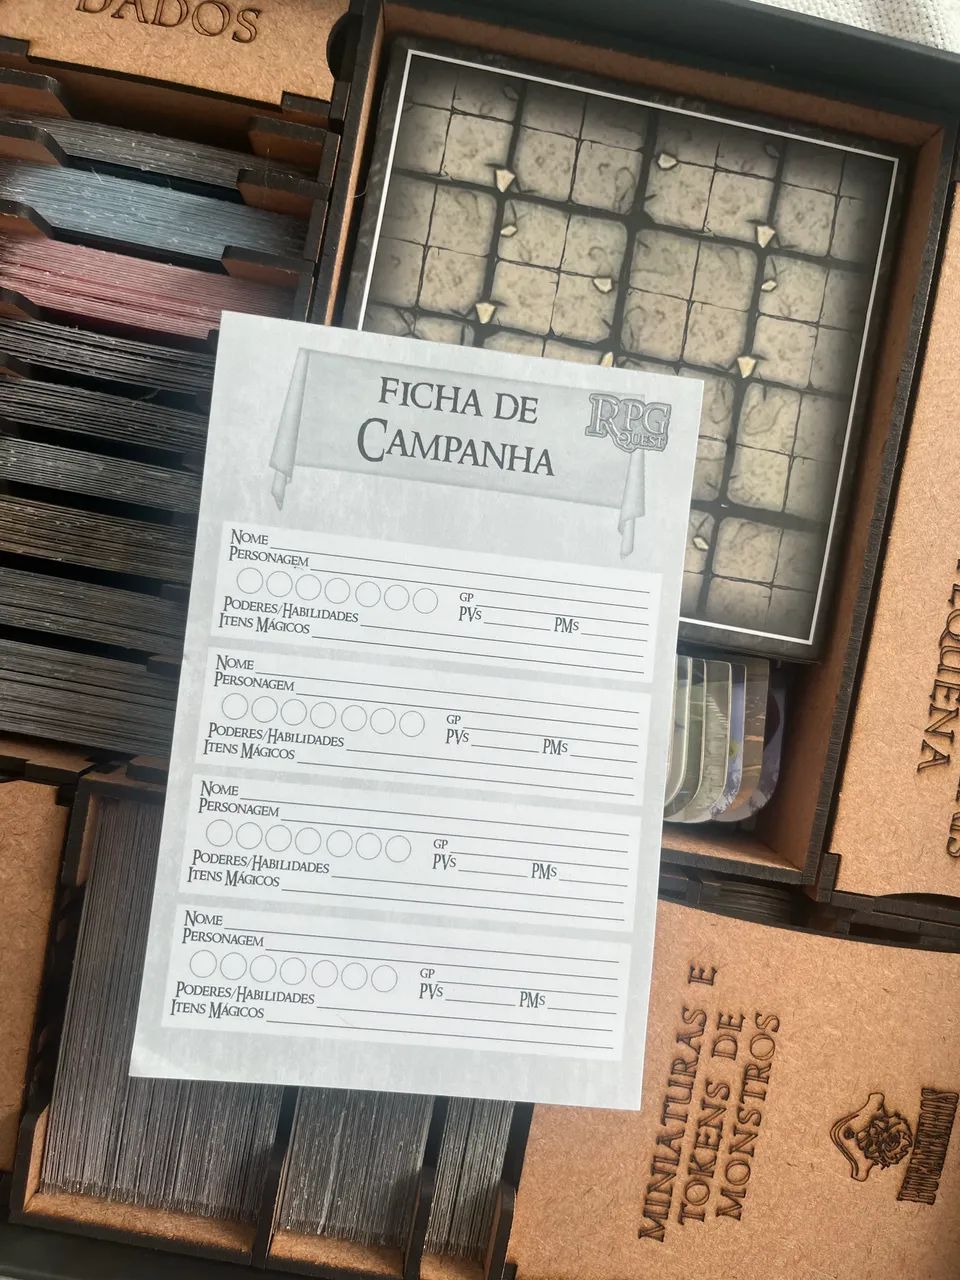 DADOS
FICHA DE
CAMPANHA
RPG
QUEST
NOME
PERSONAGEM
GP
PVs PMs
PODERES/HABILIDADES
ITENS MÁGICOS
NOME
PERSONAGEM
GP
PVs PMs
PODERES/HABILIDADES
ITENS MÁGICOS
NOME
PERSONAGEM
GP
PVs PMs
PODERES/HABILIDADES
ITENS MÁGICOS
NOME
PERSONAGEM
GP
PVs PMs
PODERES/HABILIDADES
ITENS MÁGICOS
MINIATURAS E
TOKENS DE
MONSTROS